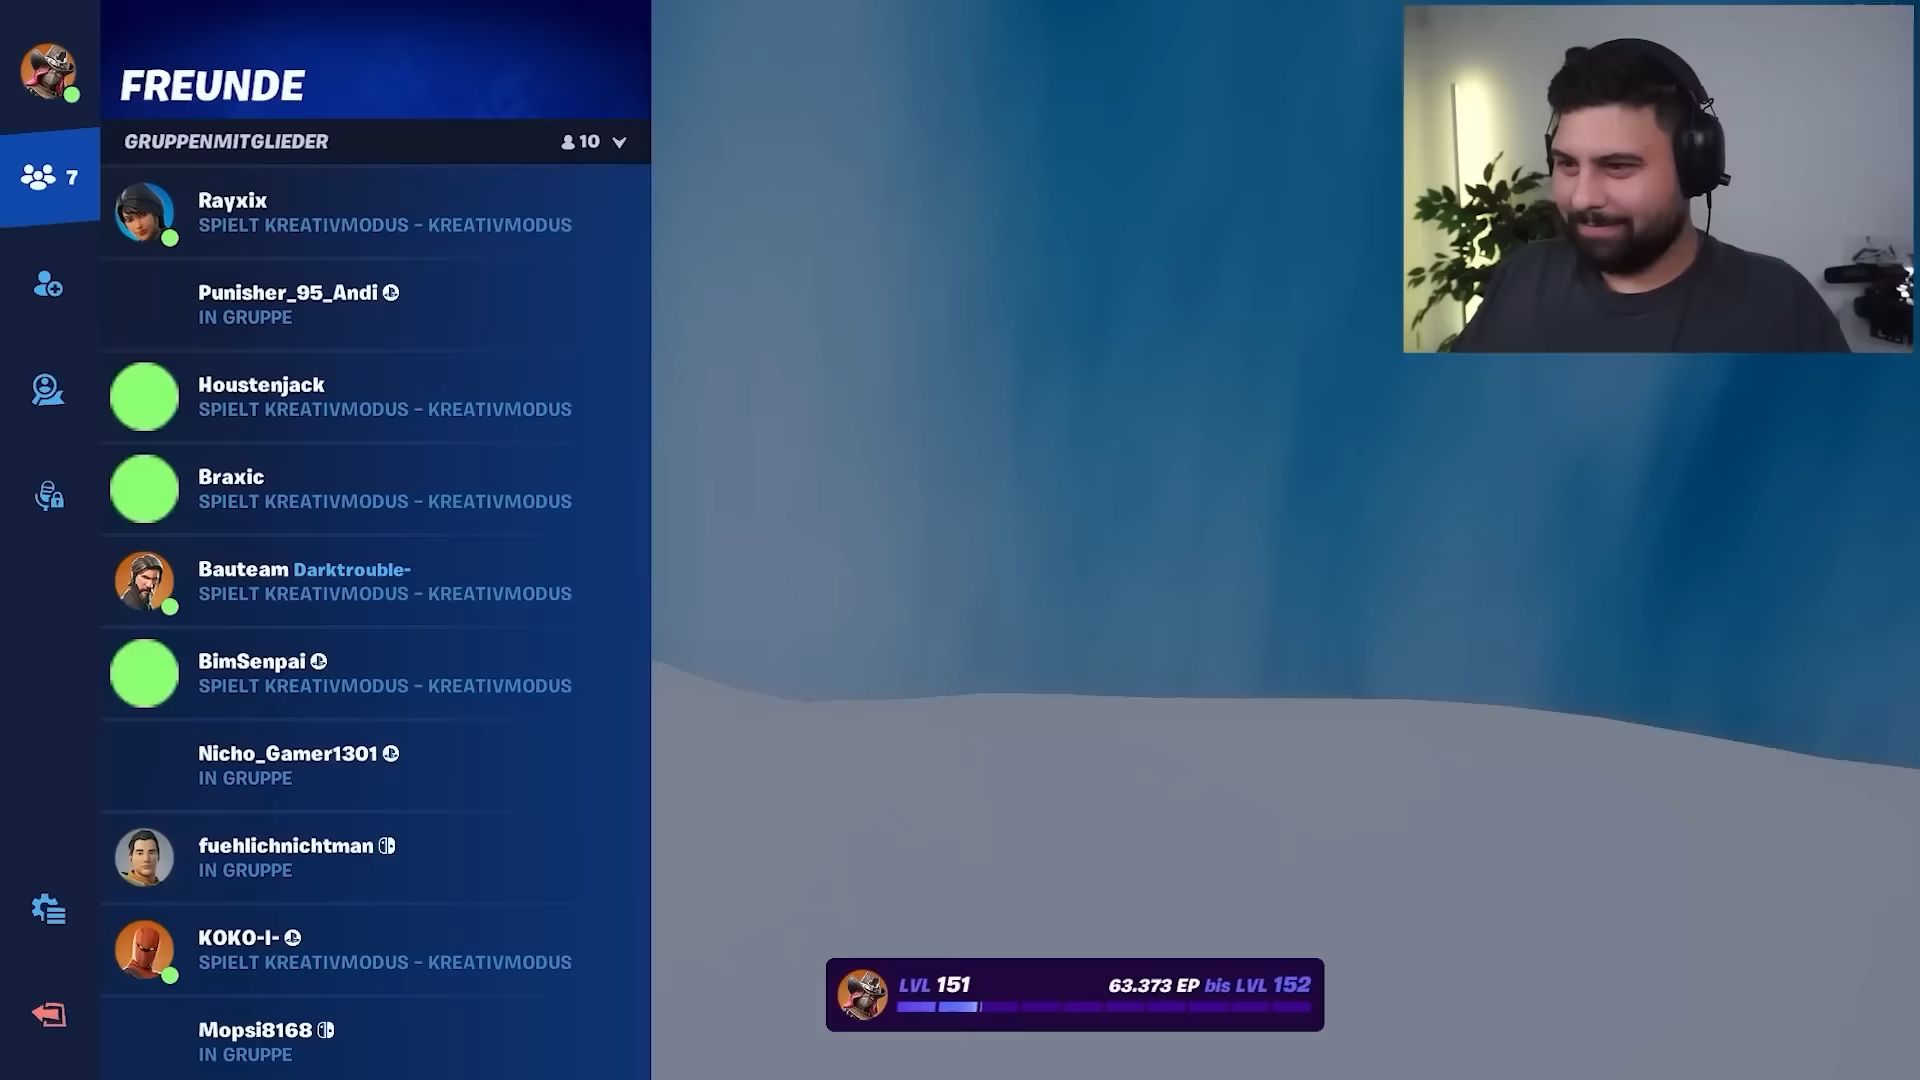 FREUNDE
GRUPPENMITGLIEDER 10
7
Rayxix
SPIELT KREATIVMODUS - KREATIVMODUS
Punisher_95_Andi
IN GRUPPE
Houstenjack
SPIELT KREATIVMODUS - KREATIVMODUS
Braxic
SPIELT KREATIVMODUS - KREATIVMODUS
Bauteam Darktrouble-
SPIELT KREATIVMODUS - KREATIVMODUS
BimSenpai
SPIELT KREATIVMODUS - KREATIVMODUS
Nicho_Gamer1301
IN GRUPPE
fuehlichnichtman
IN GRUPPE
KOKO-I-
SPIELT KREATIVMODUS - KREATIVMODUS
Mopsi8168
IN GRUPPE
LVL 151 63.373 EP bis LVL 152